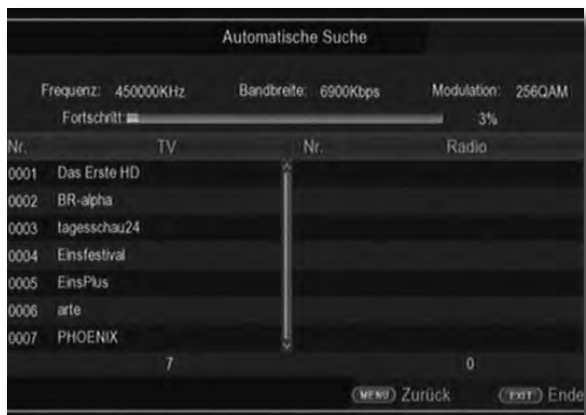 Automatische Suche
Frequenz: 450000KHz Bandbreite: 6900Kbps Modulation: 256QAM
Fortschritt: 3%
Nr. TV Nr. Radio
0001 Das Erste HD
0002 BR-alpha
0003 tagesschau24
0004 Einsfestival
0005 EinsPlus
0006 arte
0007 PHOENIX
7 0
MENU Zurück EXIT Ende